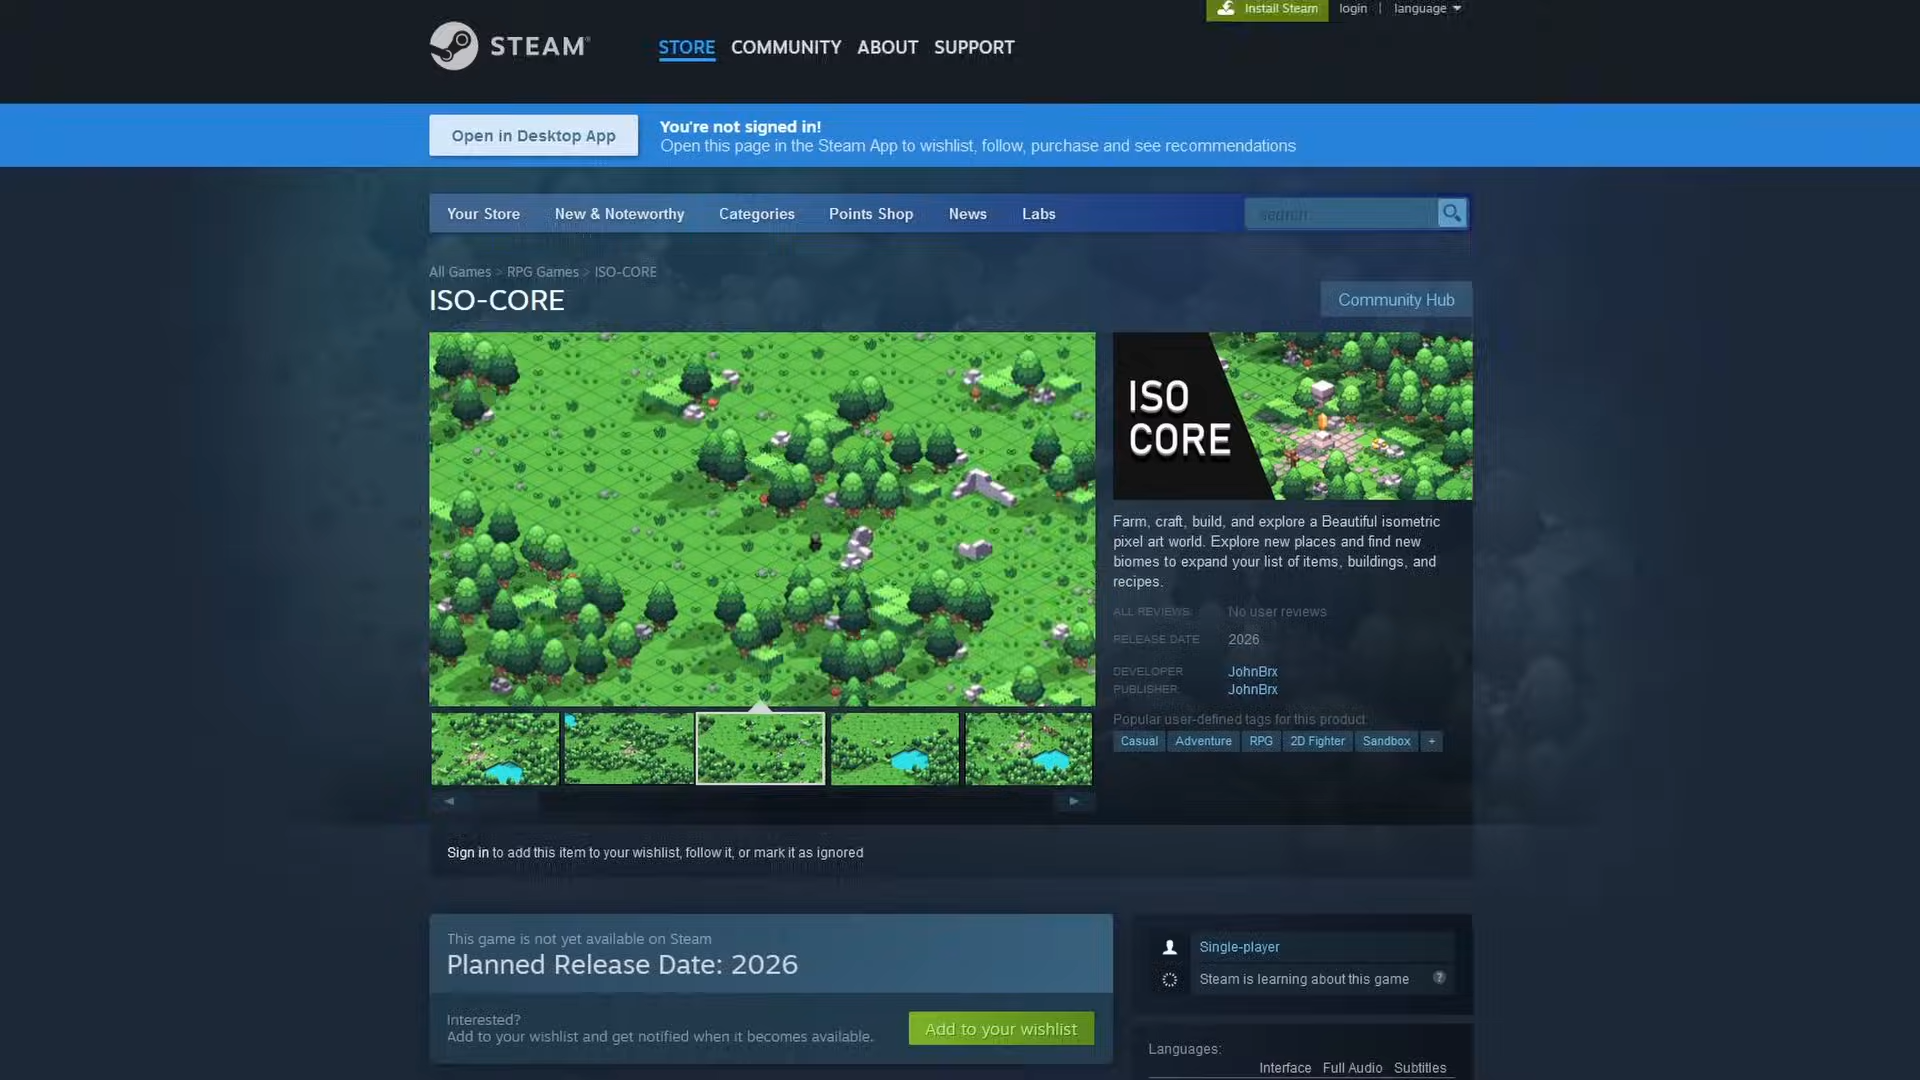 Install Steam login | language
STEAM®
STORE COMMUNITY ABOUT SUPPORT
Open in Desktop App
You're not signed in!
Open this page in the Steam App to wishlist, follow, purchase and see recommendations
Your Store New & Noteworthy Categories Points Shop News Labs search
All Games > RPG Games > ISO-CORE
ISO-CORE
Community Hub
ISO
CORE
Farm, craft, build, and explore a Beautiful isometric
pixel art world. Explore new places and find new
biomes to expand your list of items, buildings, and
recipes.
ALL REVIEWS: No user reviews
RELEASE DATE: 2026
DEVELOPER: JohnBrx
PUBLISHER: JohnBrx
Popular user-defined tags for this product:
Casual Adventure RPG 2D Fighter Sandbox +
Sign in to add this item to your wishlist, follow it, or mark it as ignored
This game is not yet available on Steam
Planned Release Date: 2026
Interested?
Add to your wishlist and get notified when it becomes available.
Add to your wishlist
Single-player
Steam is learning about this game ?
Languages:
Interface Full Audio Subtitles